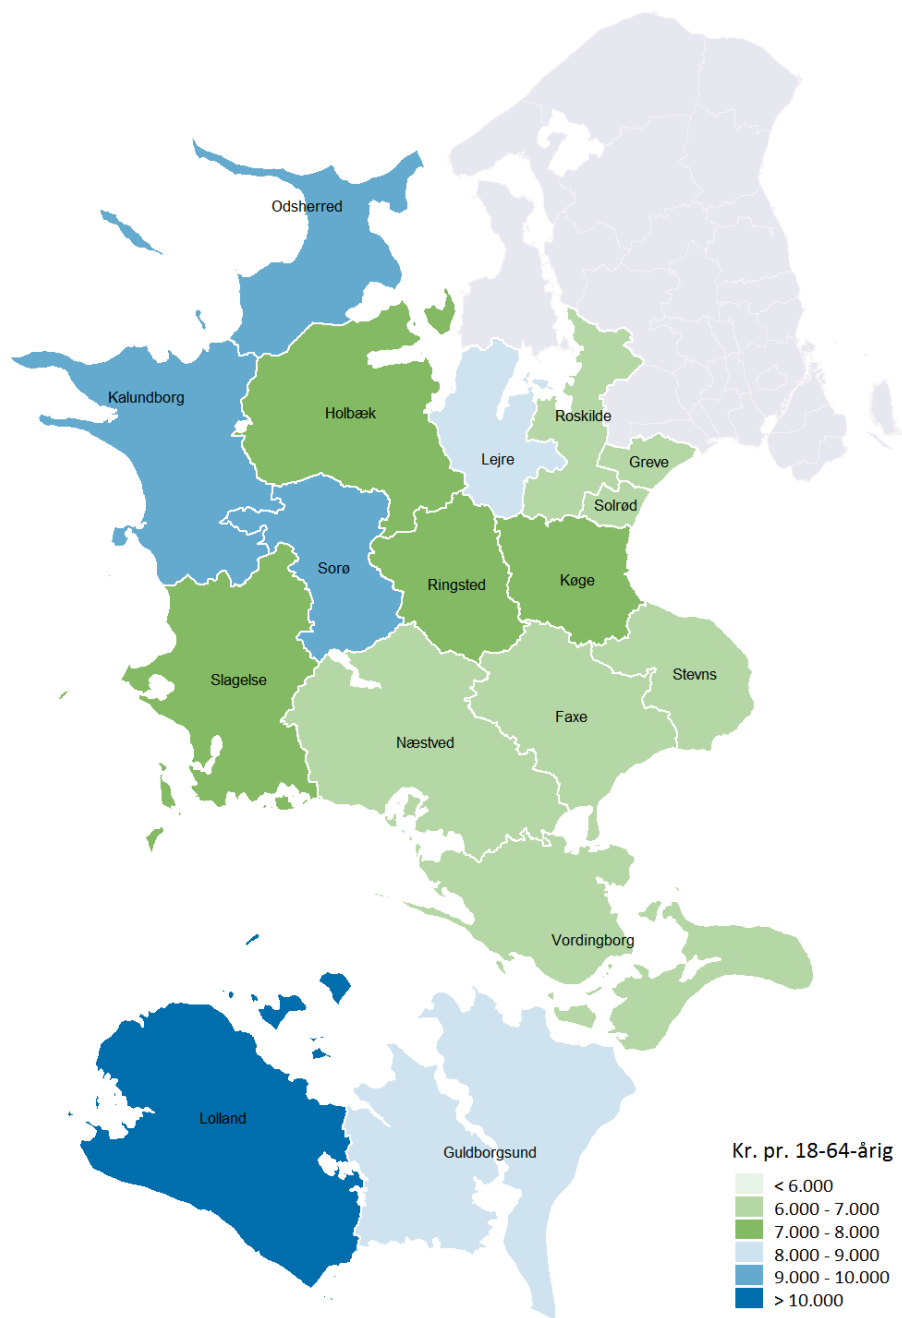 Odsherred
Kalundborg
Holbæk
Roskilde
Lejre
Greve
Solrød
Sorø
Ringsted
Køge
Slagelse
Stevns
Faxe
Næstved
Vordingborg
Lolland
Guldborgsund
Kr. pr. 18-64-årig
< 6.000
6.000 - 7.000
7.000 - 8.000
8.000 - 9.000
9.000 - 10.000
> 10.000